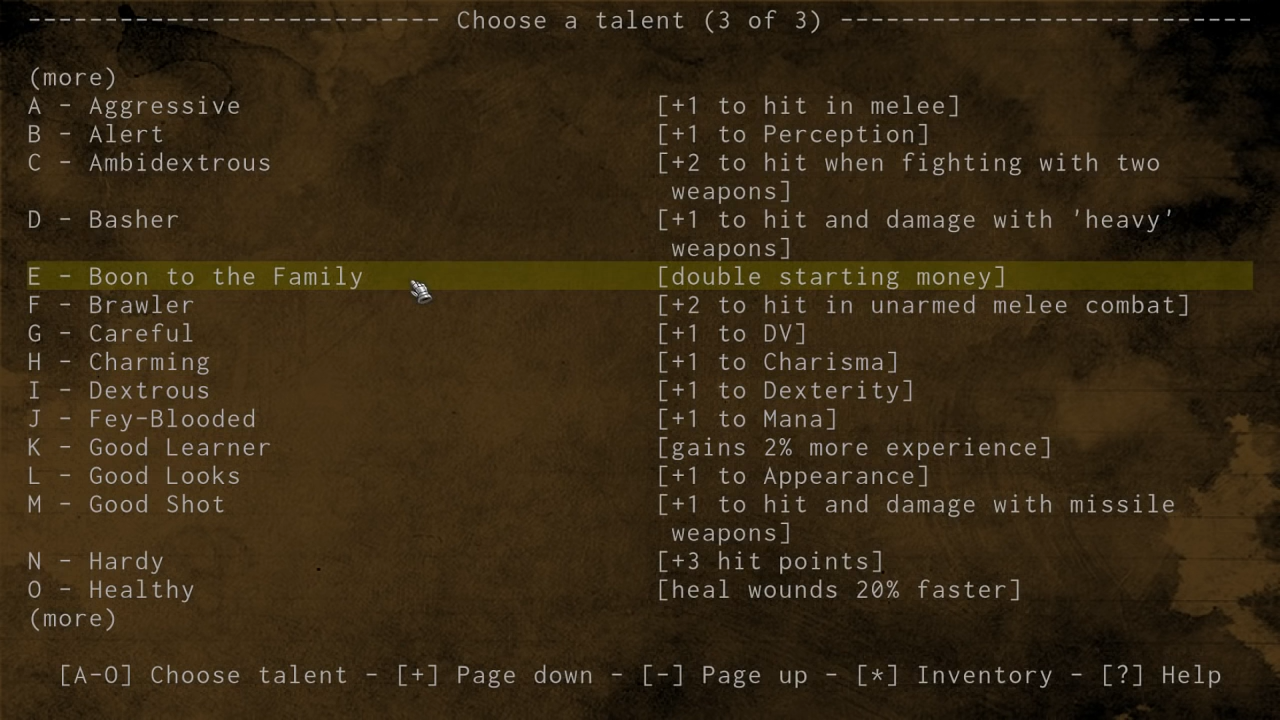 --------------------------- Choose a talent (3 of 3) ---------------------------
(more)
A - Aggressive [+1 to hit in melee]
B - Alert [+1 to Perception]
C - Ambidextrous [+2 to hit when fighting with two
weapons]
D - Basher [+1 to hit and damage with 'heavy'
weapons]
E - Boon to the Family [double starting money]
F - Brawler [+2 to hit in unarmed melee combat]
G - Careful [+1 to DV]
H - Charming [+1 to Charisma]
I - Dextrous [+1 to Dexterity]
J - Fey-Blooded [+1 to Mana]
K - Good Learner [gains 2% more experience]
L - Good Looks [+1 to Appearance]
M - Good Shot [+1 to hit and damage with missile
weapons]
N - Hardy [+3 hit points]
O - Healthy [heal wounds 20% faster]
(more)
[A-O] Choose talent - [+] Page down - [-] Page up - [*] Inventory - [?] Help